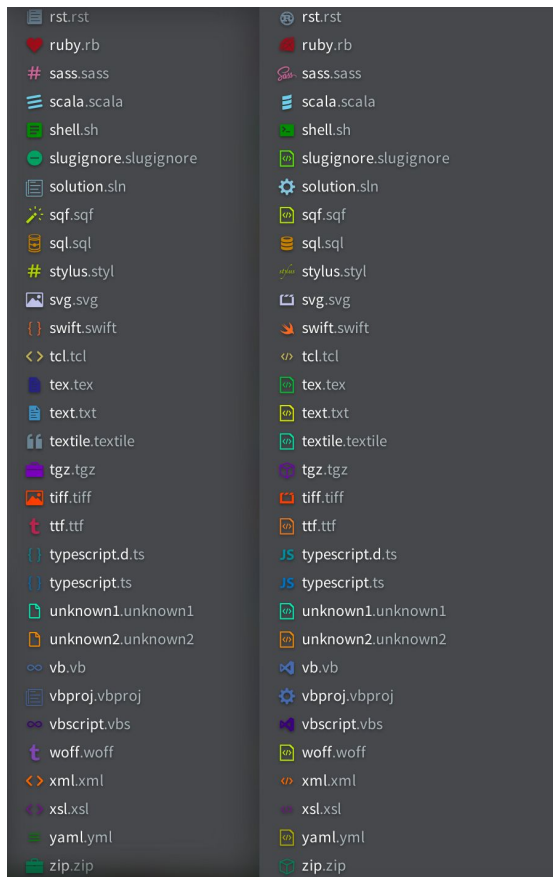 rst.rst
ruby.rb
sass.sass
scala.scala
shell.sh
slugignore.slugignore
solution.sln
sqf.sqf
sql.sql
stylus.styl
svg.svg
swift.swift
tcl.tcl
tex.tex
text.txt
textile.textile
tgz.tgz
tiff.tiff
ttf.ttf
typescript.d.ts
typescript.ts
unknown1.unknown1
unknown2.unknown2
vb.vb
vbproj.vbproj
vbscript.vbs
woff.woff
xml.xml
xsl.xsl
yaml.yml
zip.zip
rst.rst
ruby.rb
Sass sass.sass
scala.scala
shell.sh
slugignore.slugignore
solution.sln
sqf.sqf
sql.sql
stylus stylus.styl
svg.svg
swift.swift
tcl.tcl
tex.tex
text.txt
textile.textile
tgz.tgz
tiff.tiff
ttf.ttf
JS typescript.d.ts
JS typescript.ts
unknown1.unknown1
unknown2.unknown2
vb.vb
vbproj.vbproj
vbscript.vbs
woff.woff
xml.xml
xsl.xsl
yaml.yml
zip.zip